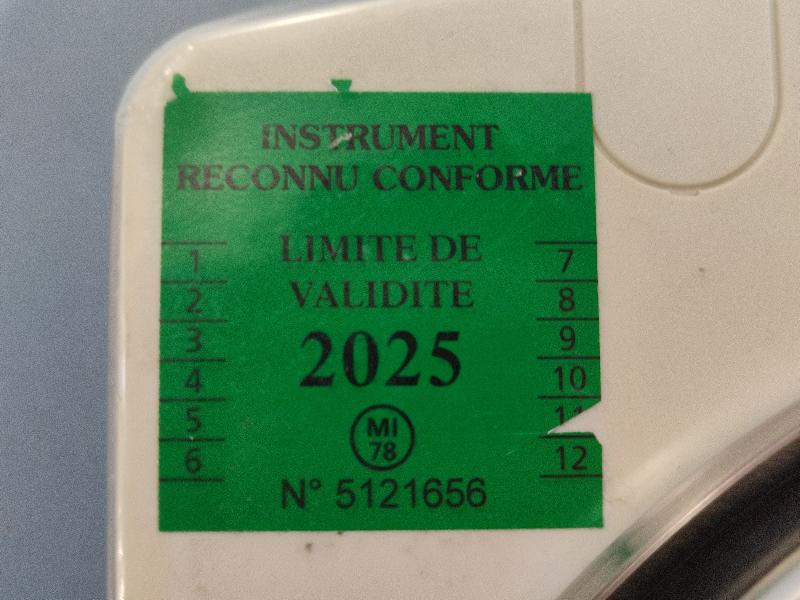 INSTRUMENT
RECONNU CONFORME
LIMITE DE
VALIDITE
2025
MI
78
N° 5121656
1
2
3
4
5
6
7
8
9
10
11
12